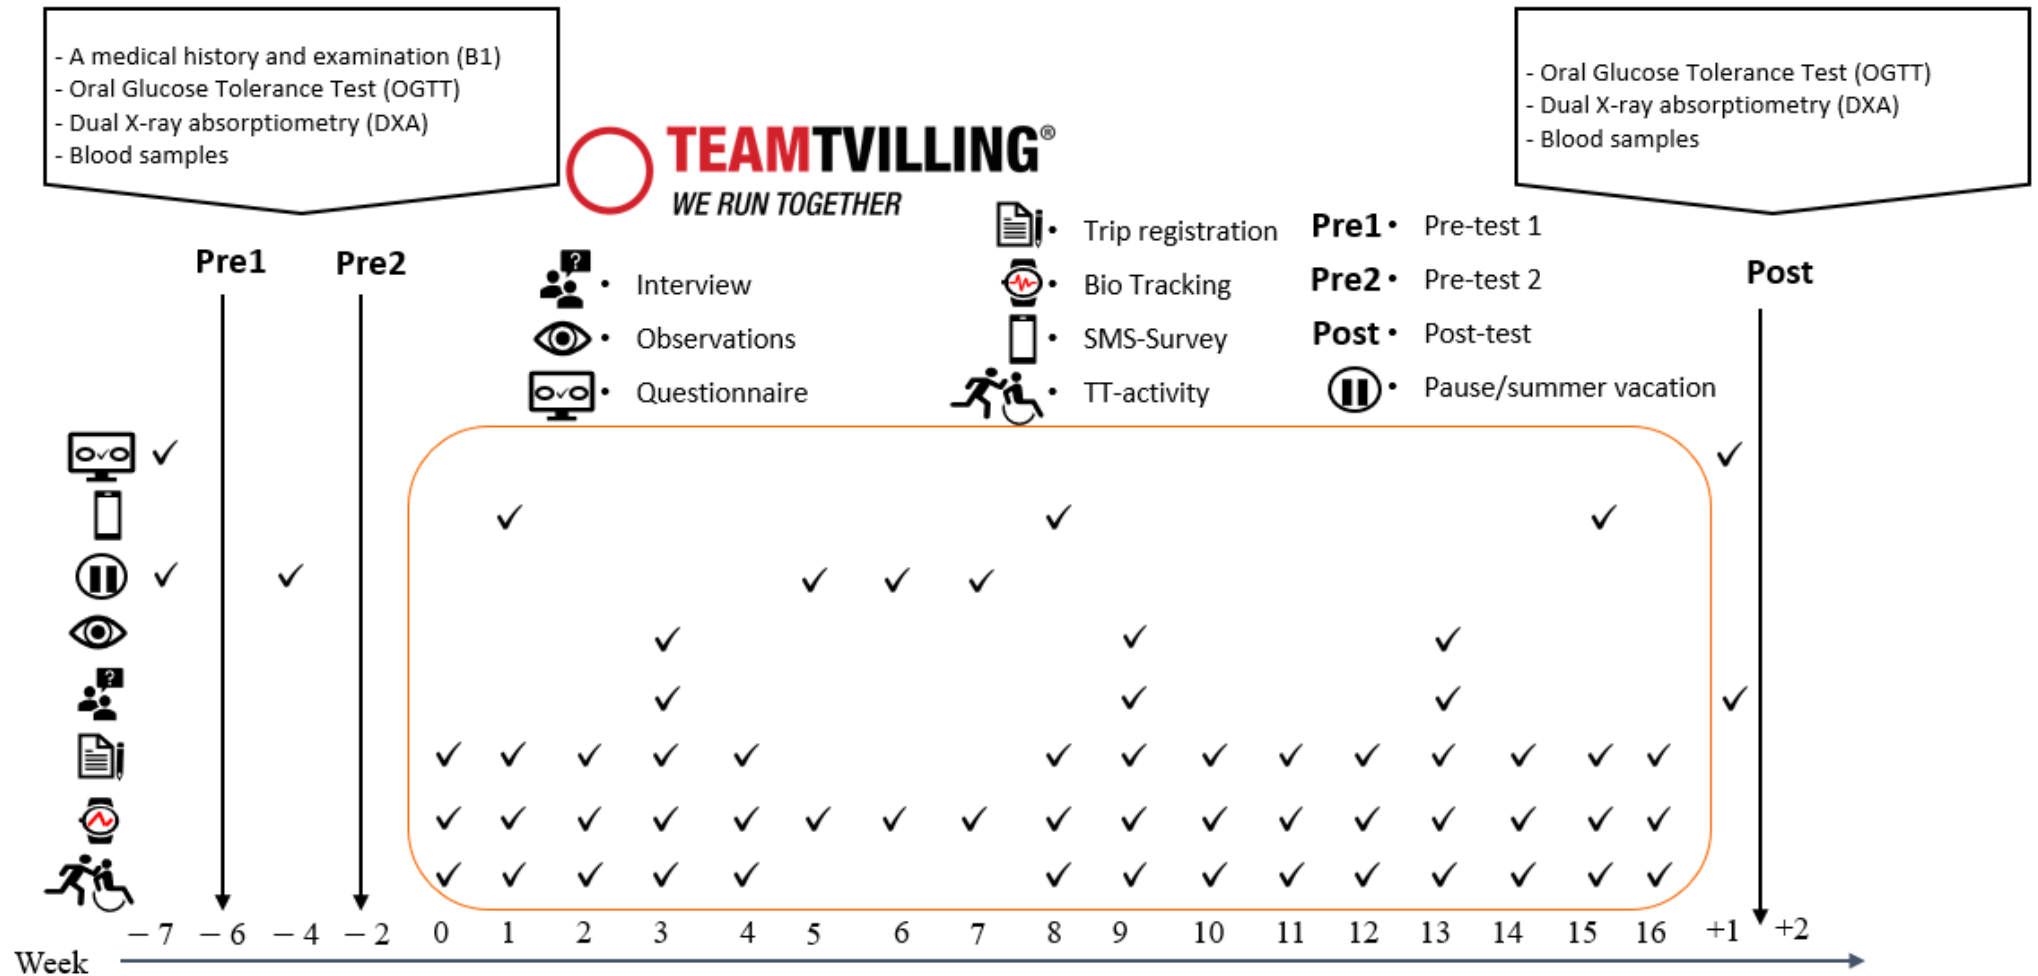 - A medical history and examination (B1)
- Oral Glucose Tolerance Test (OGTT)
- Dual X-ray absorptiometry (DXA)
- Blood samples
- Oral Glucose Tolerance Test (OGTT)
- Dual X-ray absorptiometry (DXA)
- Blood samples
TEAMTVILLING®
WE RUN TOGETHER
Pre1
Pre2
Post
• Interview
• Observations
• Questionnaire
• Trip registration
• Bio Tracking
• SMS-Survey
• TT-activity
Pre1 • Pre-test 1
Pre2 • Pre-test 2
Post • Post-test
• Pause/summer vacation
− 7 − 6 − 4 − 2 0 1 2 3 4 5 6 7 8 9 10 11 12 13 14 15 16 +1 +2
Week